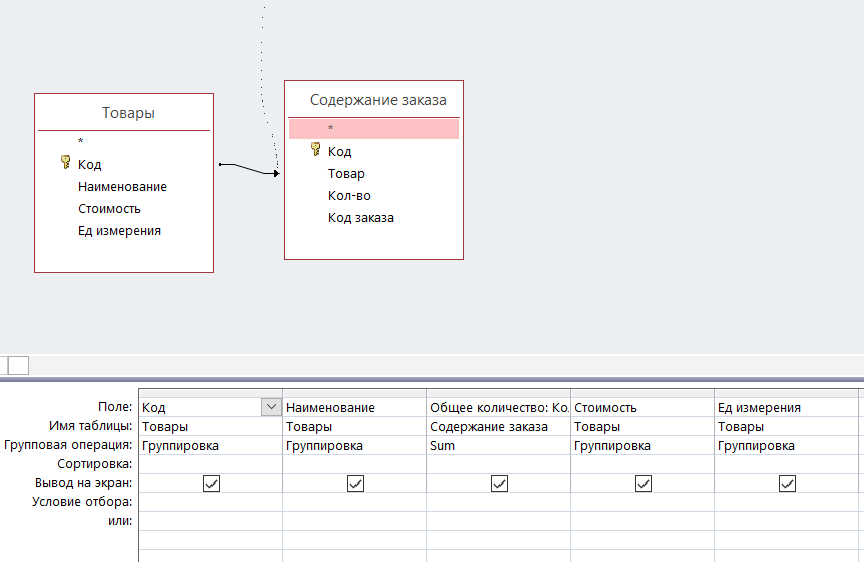 Товары
*
Код
Наименование
Стоимость
Ед измерения
Содержание заказа
*
Код
Товар
Кол-во
Код заказа
Поле: Код Наименование Общее количество: Ко Стоимость Ед измерения
Имя таблицы: Товары Товары Содержание заказа Товары Товары
Групповая операция: Группировка Группировка Sum Группировка Группировка
Сортировка:
Вывод на экран:
Условие отбора:
или: